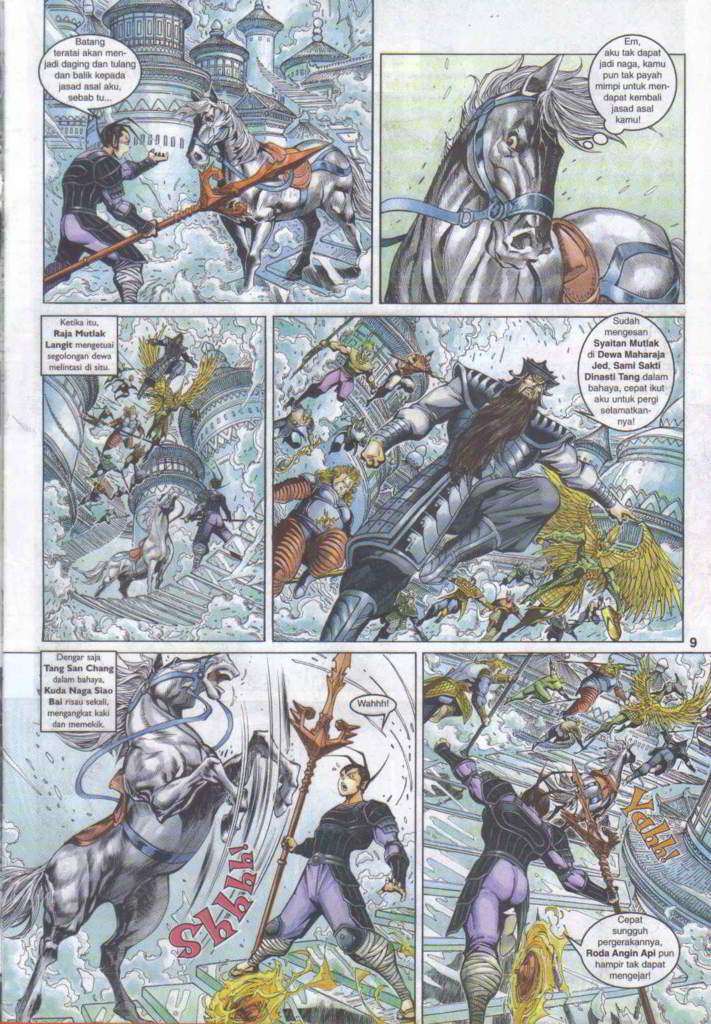 Batang
teratai akan men-
jadi daging dan tulang
dan balik kepada
jasad asal aku,
sebab tu...
Em,
aku tak dapat
jadi naga, kamu
pun tak payah
mimpi untuk men-
dapat kembali
jasad asal
kamu!
Ketika itu,
Raja Mutlak
Langit mengetuai
segolongan dewa
melintasi di situ.
Sudah
mengesan
Syaitan Mutlak
di Dewa Maharaja
Jed, Sami Sakti
Dinasti Tang dalam
bahaya, cepat ikut
aku untuk pergi
selamatkan-
nya!
9
Dengar saja
Tang San Chang
dalam bahaya,
Kuda Naga Siao
Bai risau sekali,
mengangkat kaki
dan memekik.
Wahhh!
Shhhh!
Yahh!
Cepat
sungguh
pergerakannya,
Roda Angin Api pun
hampir tak dapat
mengejar!